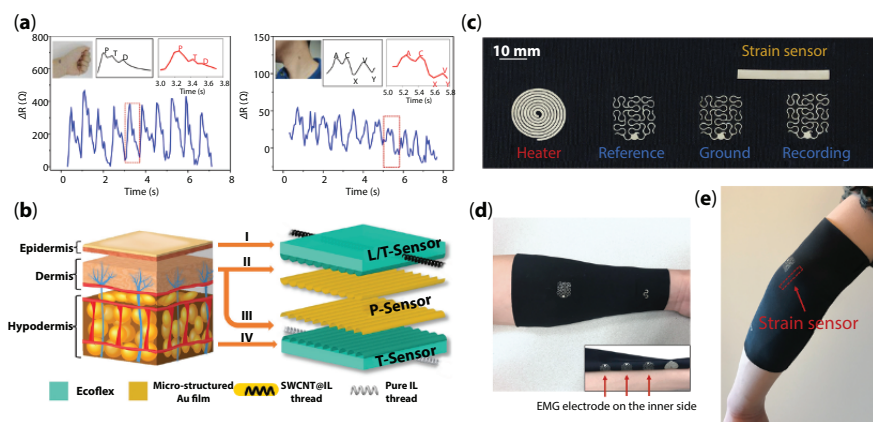 (a)
800
600
400
200
0
ΔR (Ω)
0 2 4 6 8
Time (s)
P
T
D
P
T
D
3.0 3.2 3.4 3.6 3.8
Time (s)
150
100
50
0
ΔR (Ω)
0 2 4 6 8
Time (s)
A C
V
X Y
A C
V
X Y
5.0 5.2 5.4 5.6 5.8
Time (s)
(b)
Epidermis
Dermis
Hypodermis
I
II
III
IV
L/T-Sensor
P-Sensor
T-Sensor
Ecoflex
Micro-structured
Au film
SWCNT@IL
thread
Pure IL
thread
(c)
10 mm
Strain sensor
Heater
Reference
Ground
Recording
(d)
EMG electrode on the inner side
(e)
Strain sensor